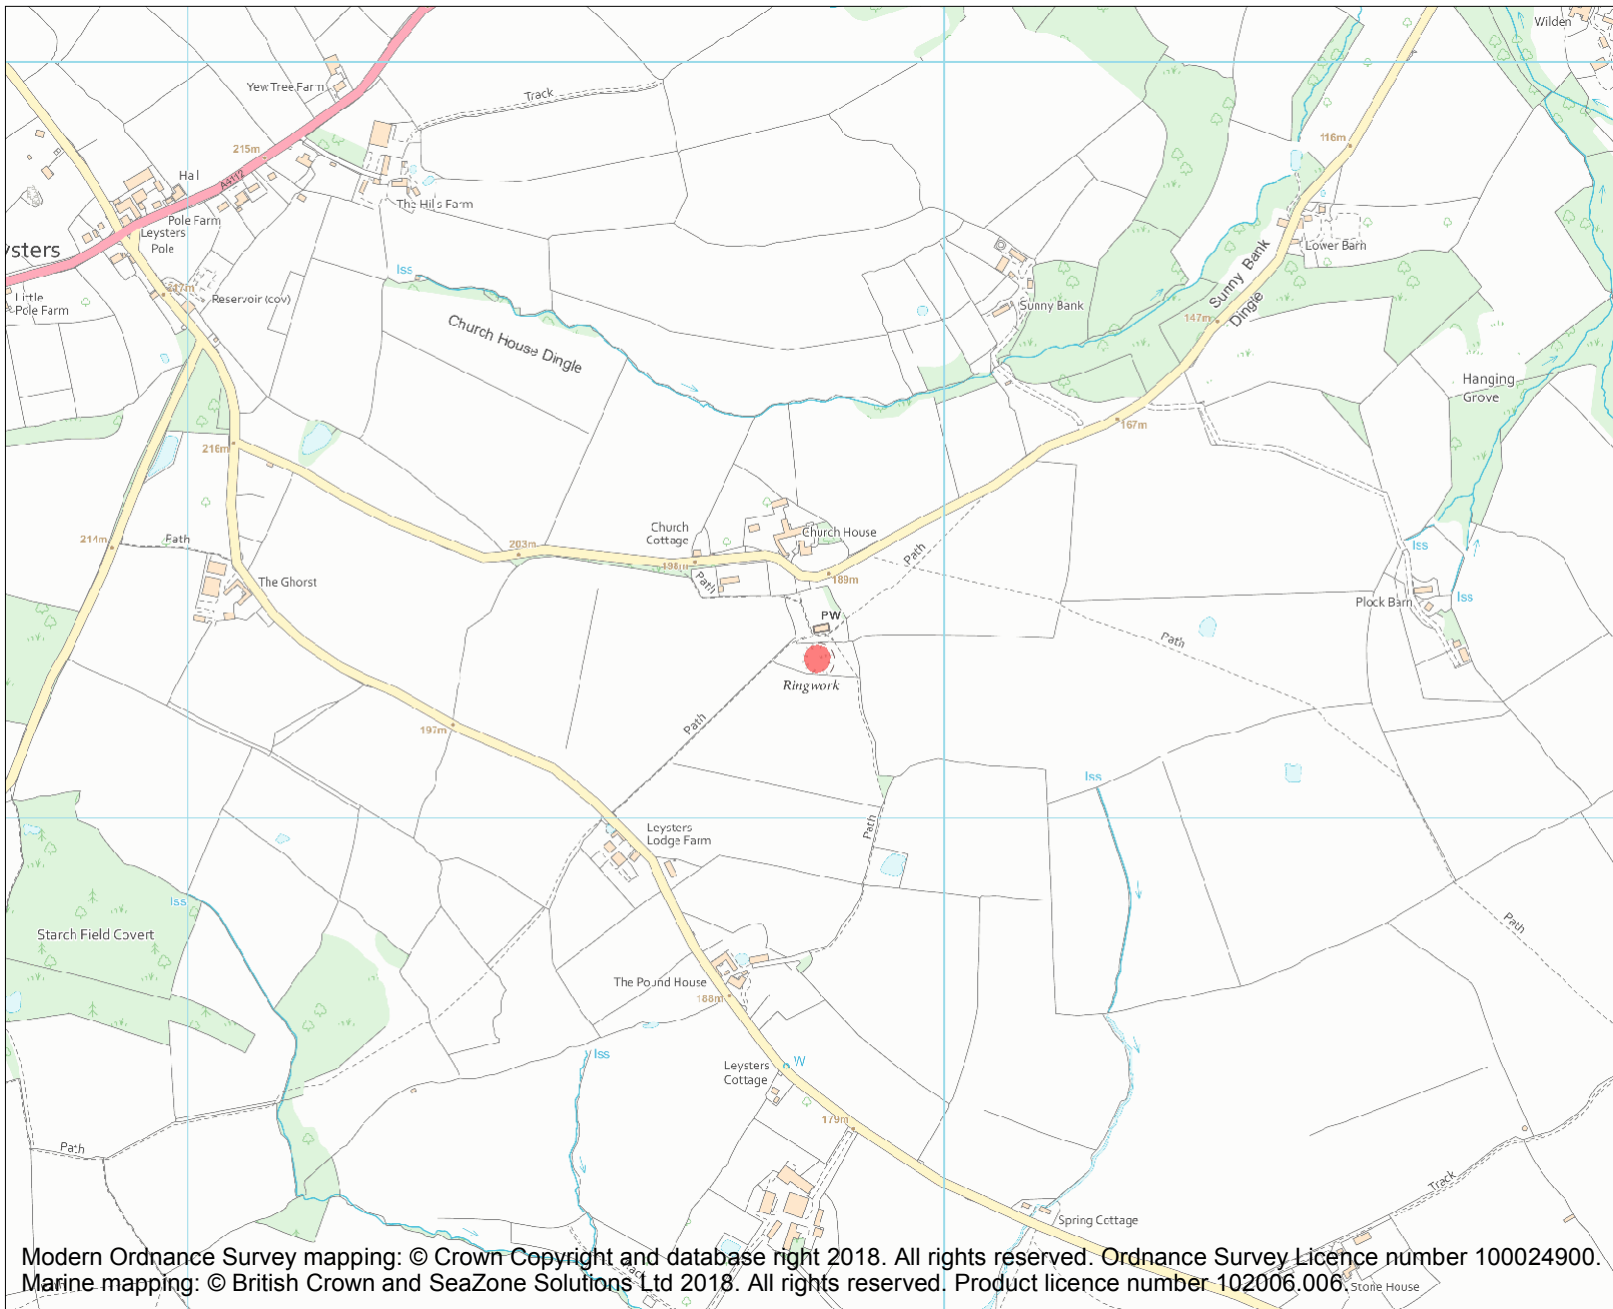 Wilden
Yew Tree Farm
Track
116m
215m
Hall
A4112
The Hills Farm
Pole Farm
Leysters
Pole
ysters
Lower Barn
Iss
Sunny Bank
Dingle
217m
Reservoir (cov)
Little
Pole Farm
Sunny Bank
147m
Church House Dingle
Hanging
Grove
167m
216m
Church
Cottage
Church House
214m
Path
203m
Iss
Path
198m
189m
Path
The Ghorst
Plock Barn
Iss
PW
Path
Ringwork
197m
Path
Iss
Path
Leysters
Lodge Farm
Iss
Path
Starch Field Covert
The Pound House
188m
Iss
W
Leysters
Cottage
179m
Path
Track
Spring Cottage
Modern Ordnance Survey mapping: © Crown Copyright and database right 2018. All rights reserved. Ordnance Survey Licence number 100024900.
Track
Marine mapping: © British Crown and SeaZone Solutions Ltd 2018. All rights reserved. Product licence number 102006.006.
Stone House